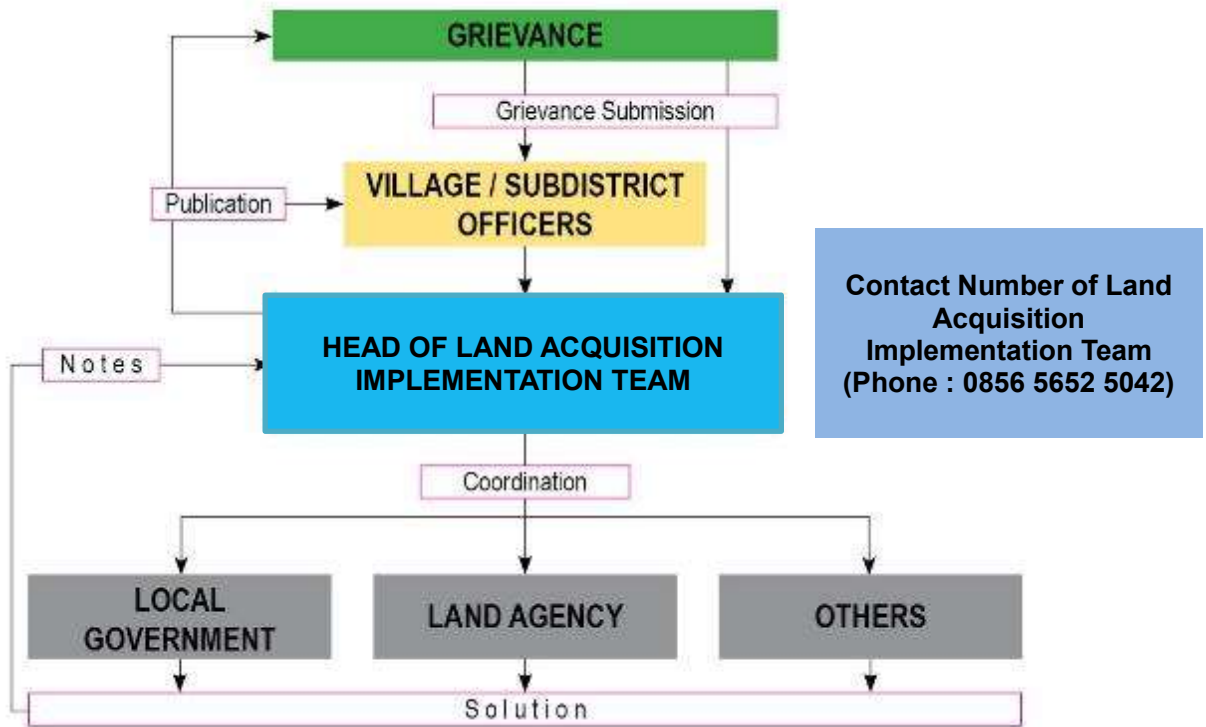 GRIEVANCE
Grievance Submission
VILLAGE / SUBDISTRICT
OFFICERS
Publication
HEAD OF LAND ACQUISITION
IMPLEMENTATION TEAM
Contact Number of Land
Acquisition
Implementation Team
(Phone : 0856 5652 5042)
Notes
Coordination
LOCAL
GOVERNMENT
LAND AGENCY
OTHERS
Solution